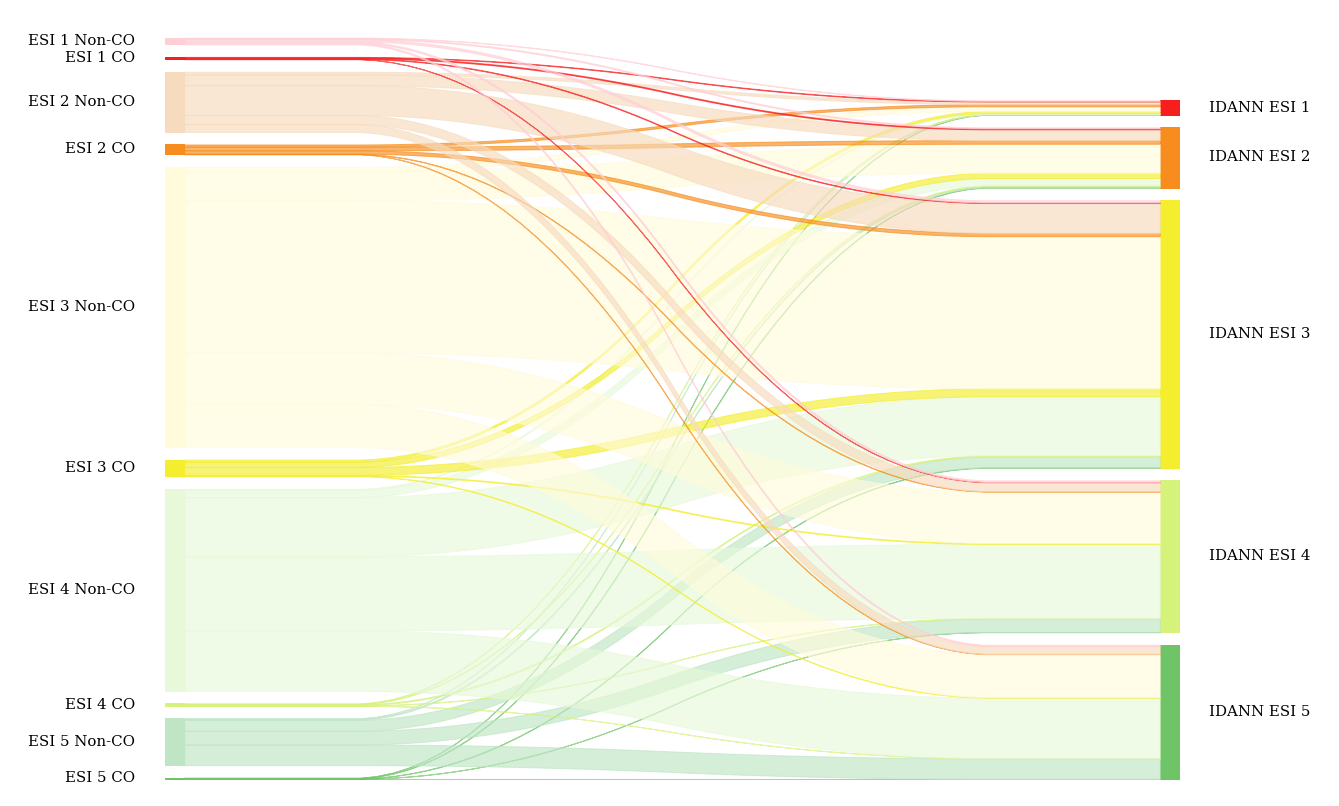 ESI 1 Non-CO
ESI 1 CO
ESI 2 Non-CO
ESI 2 CO
ESI 3 Non-CO
ESI 3 CO
ESI 4 Non-CO
ESI 4 CO
ESI 5 Non-CO
ESI 5 CO
IDANN ESI 1
IDANN ESI 2
IDANN ESI 3
IDANN ESI 4
IDANN ESI 5